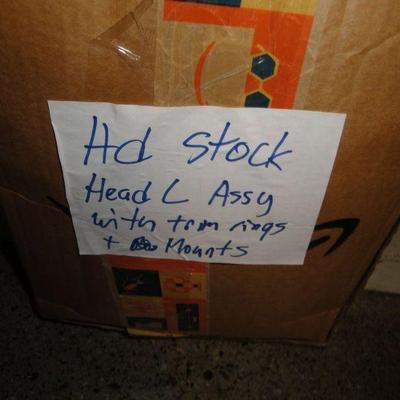 Hd Stock
Head L Assy
with trim rings
+ Mounts